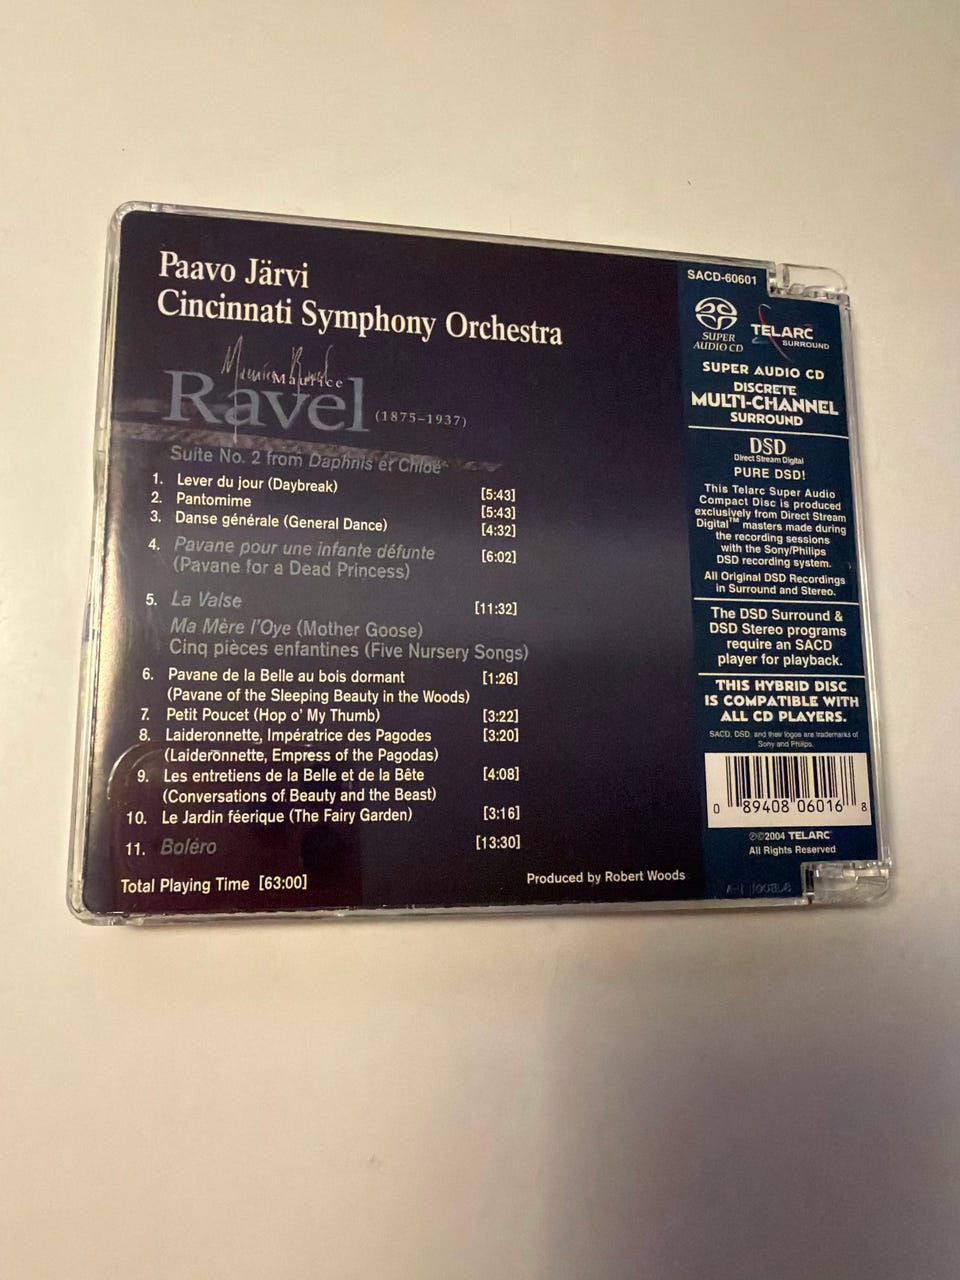 Paavo Järvi
Cincinnati Symphony Orchestra
Maurice
Ravel (1875–1937)
Suite No. 2 from Daphnis et Chloé
1. Lever du jour (Daybreak) [5:43]
2. Pantomime [5:43]
3. Danse générale (General Dance) [4:32]
4. Pavane pour une infante défunte [6:02]
(Pavane for a Dead Princess)
5. La Valse [11:32]
Ma Mère l'Oye (Mother Goose)
Cinq pièces enfantines (Five Nursery Songs)
6. Pavane de la Belle au bois dormant [1:26]
(Pavane of the Sleeping Beauty in the Woods)
7. Petit Poucet (Hop o' My Thumb) [3:22]
8. Laideronnette, Impératrice des Pagodes [3:20]
(Laideronnette, Empress of the Pagodas)
9. Les entretiens de la Belle et de la Bête [4:08]
(Conversations of Beauty and the Beast)
10. Le Jardin féerique (The Fairy Garden) [3:16]
11. Boléro [13:30]
Total Playing Time [63:00]
Produced by Robert Woods
SACD-60601
SUPER
AUDIO CD
TELARC
SURROUND
SUPER AUDIO CD
DISCRETE
MULTI-CHANNEL
SURROUND
DSD
Direct Stream Digital
PURE DSD!
This Telarc Super Audio
Compact Disc is produced
exclusively from Direct Stream
Digital™ masters made during
the recording sessions
with the Sony/Philips
DSD recording system.
All Original DSD Recordings
in Surround and Stereo.
The DSD Surround &
DSD Stereo programs
require an SACD
player for playback.
THIS HYBRID DISC
IS COMPATIBLE WITH
ALL CD PLAYERS.
SACD, DSD, and their logos are trademarks of
Sony and Philips.
0 89408 06016 8
℗©2004 TELARC
All Rights Reserved